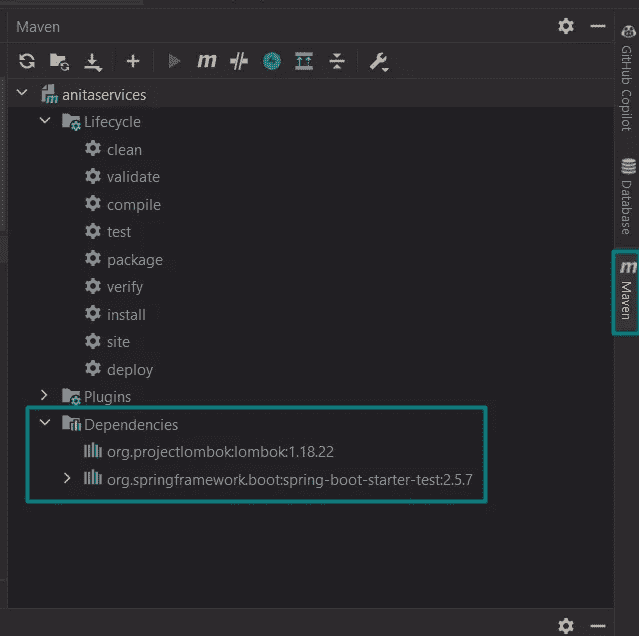 Maven
m
anitaservices
Lifecycle
clean
validate
compile
test
package
verify
install
site
deploy
Plugins
Dependencies
org.projectlombok:lombok:1.18.22
org.springframework.boot:spring-boot-starter-test:2.5.7
GitHub Copilot
Database
m Maven